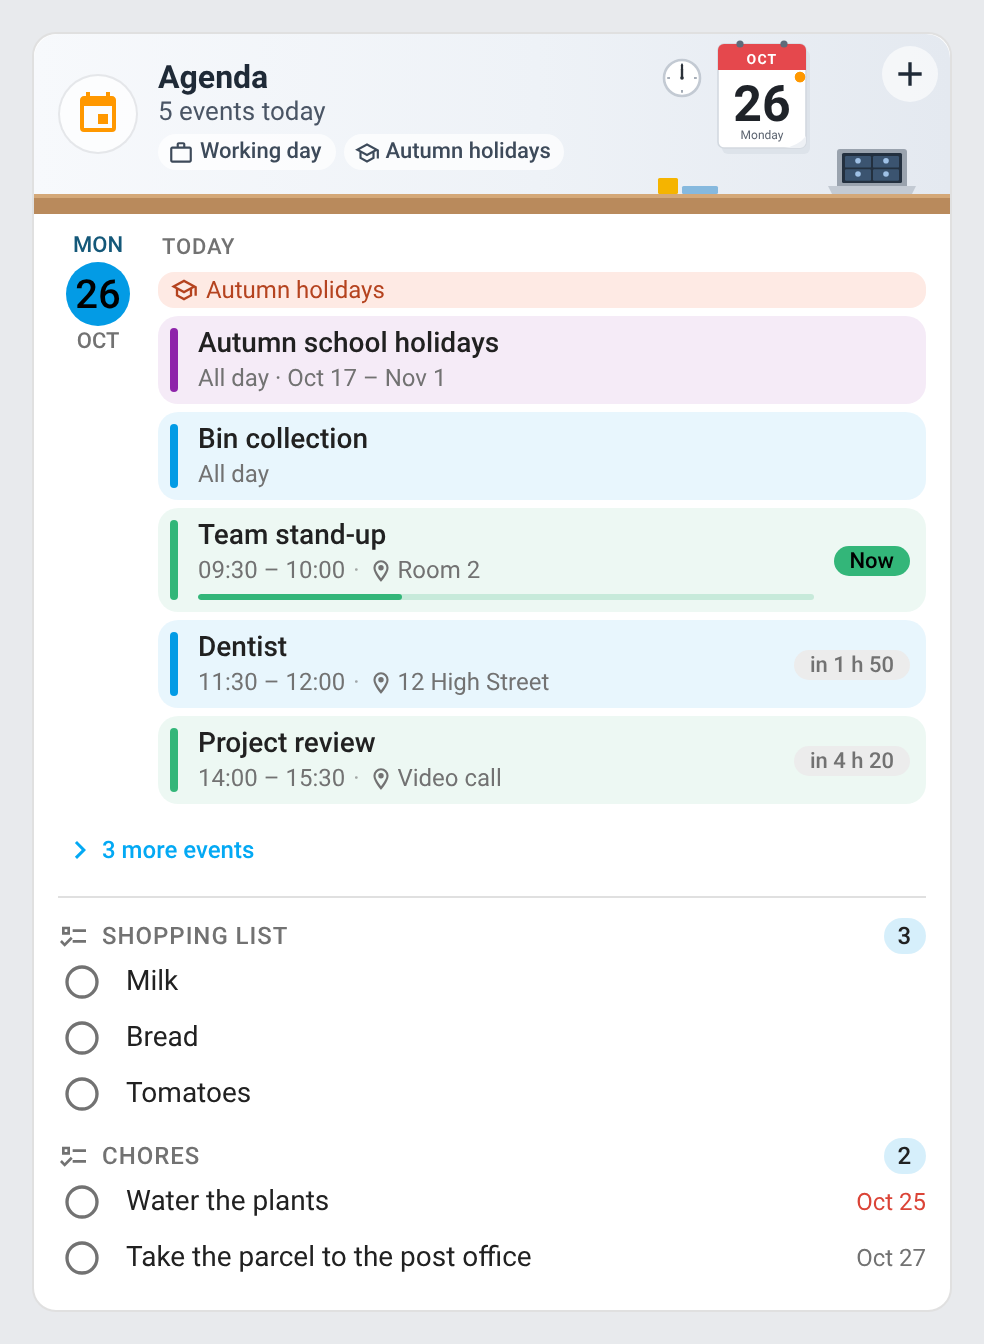 Agenda
5 events today
Working day
Autumn holidays
OCT
26
Monday
MON
26
OCT
TODAY
Autumn holidays
Autumn school holidays
All day · Oct 17 – Nov 1
Bin collection
All day
Team stand-up
09:30 – 10:00 · Room 2
Now
Dentist
11:30 – 12:00 · 12 High Street
in 1 h 50
Project review
14:00 – 15:30 · Video call
in 4 h 20
3 more events
SHOPPING LIST 3
Milk
Bread
Tomatoes
CHORES 2
Water the plants Oct 25
Take the parcel to the post office Oct 27